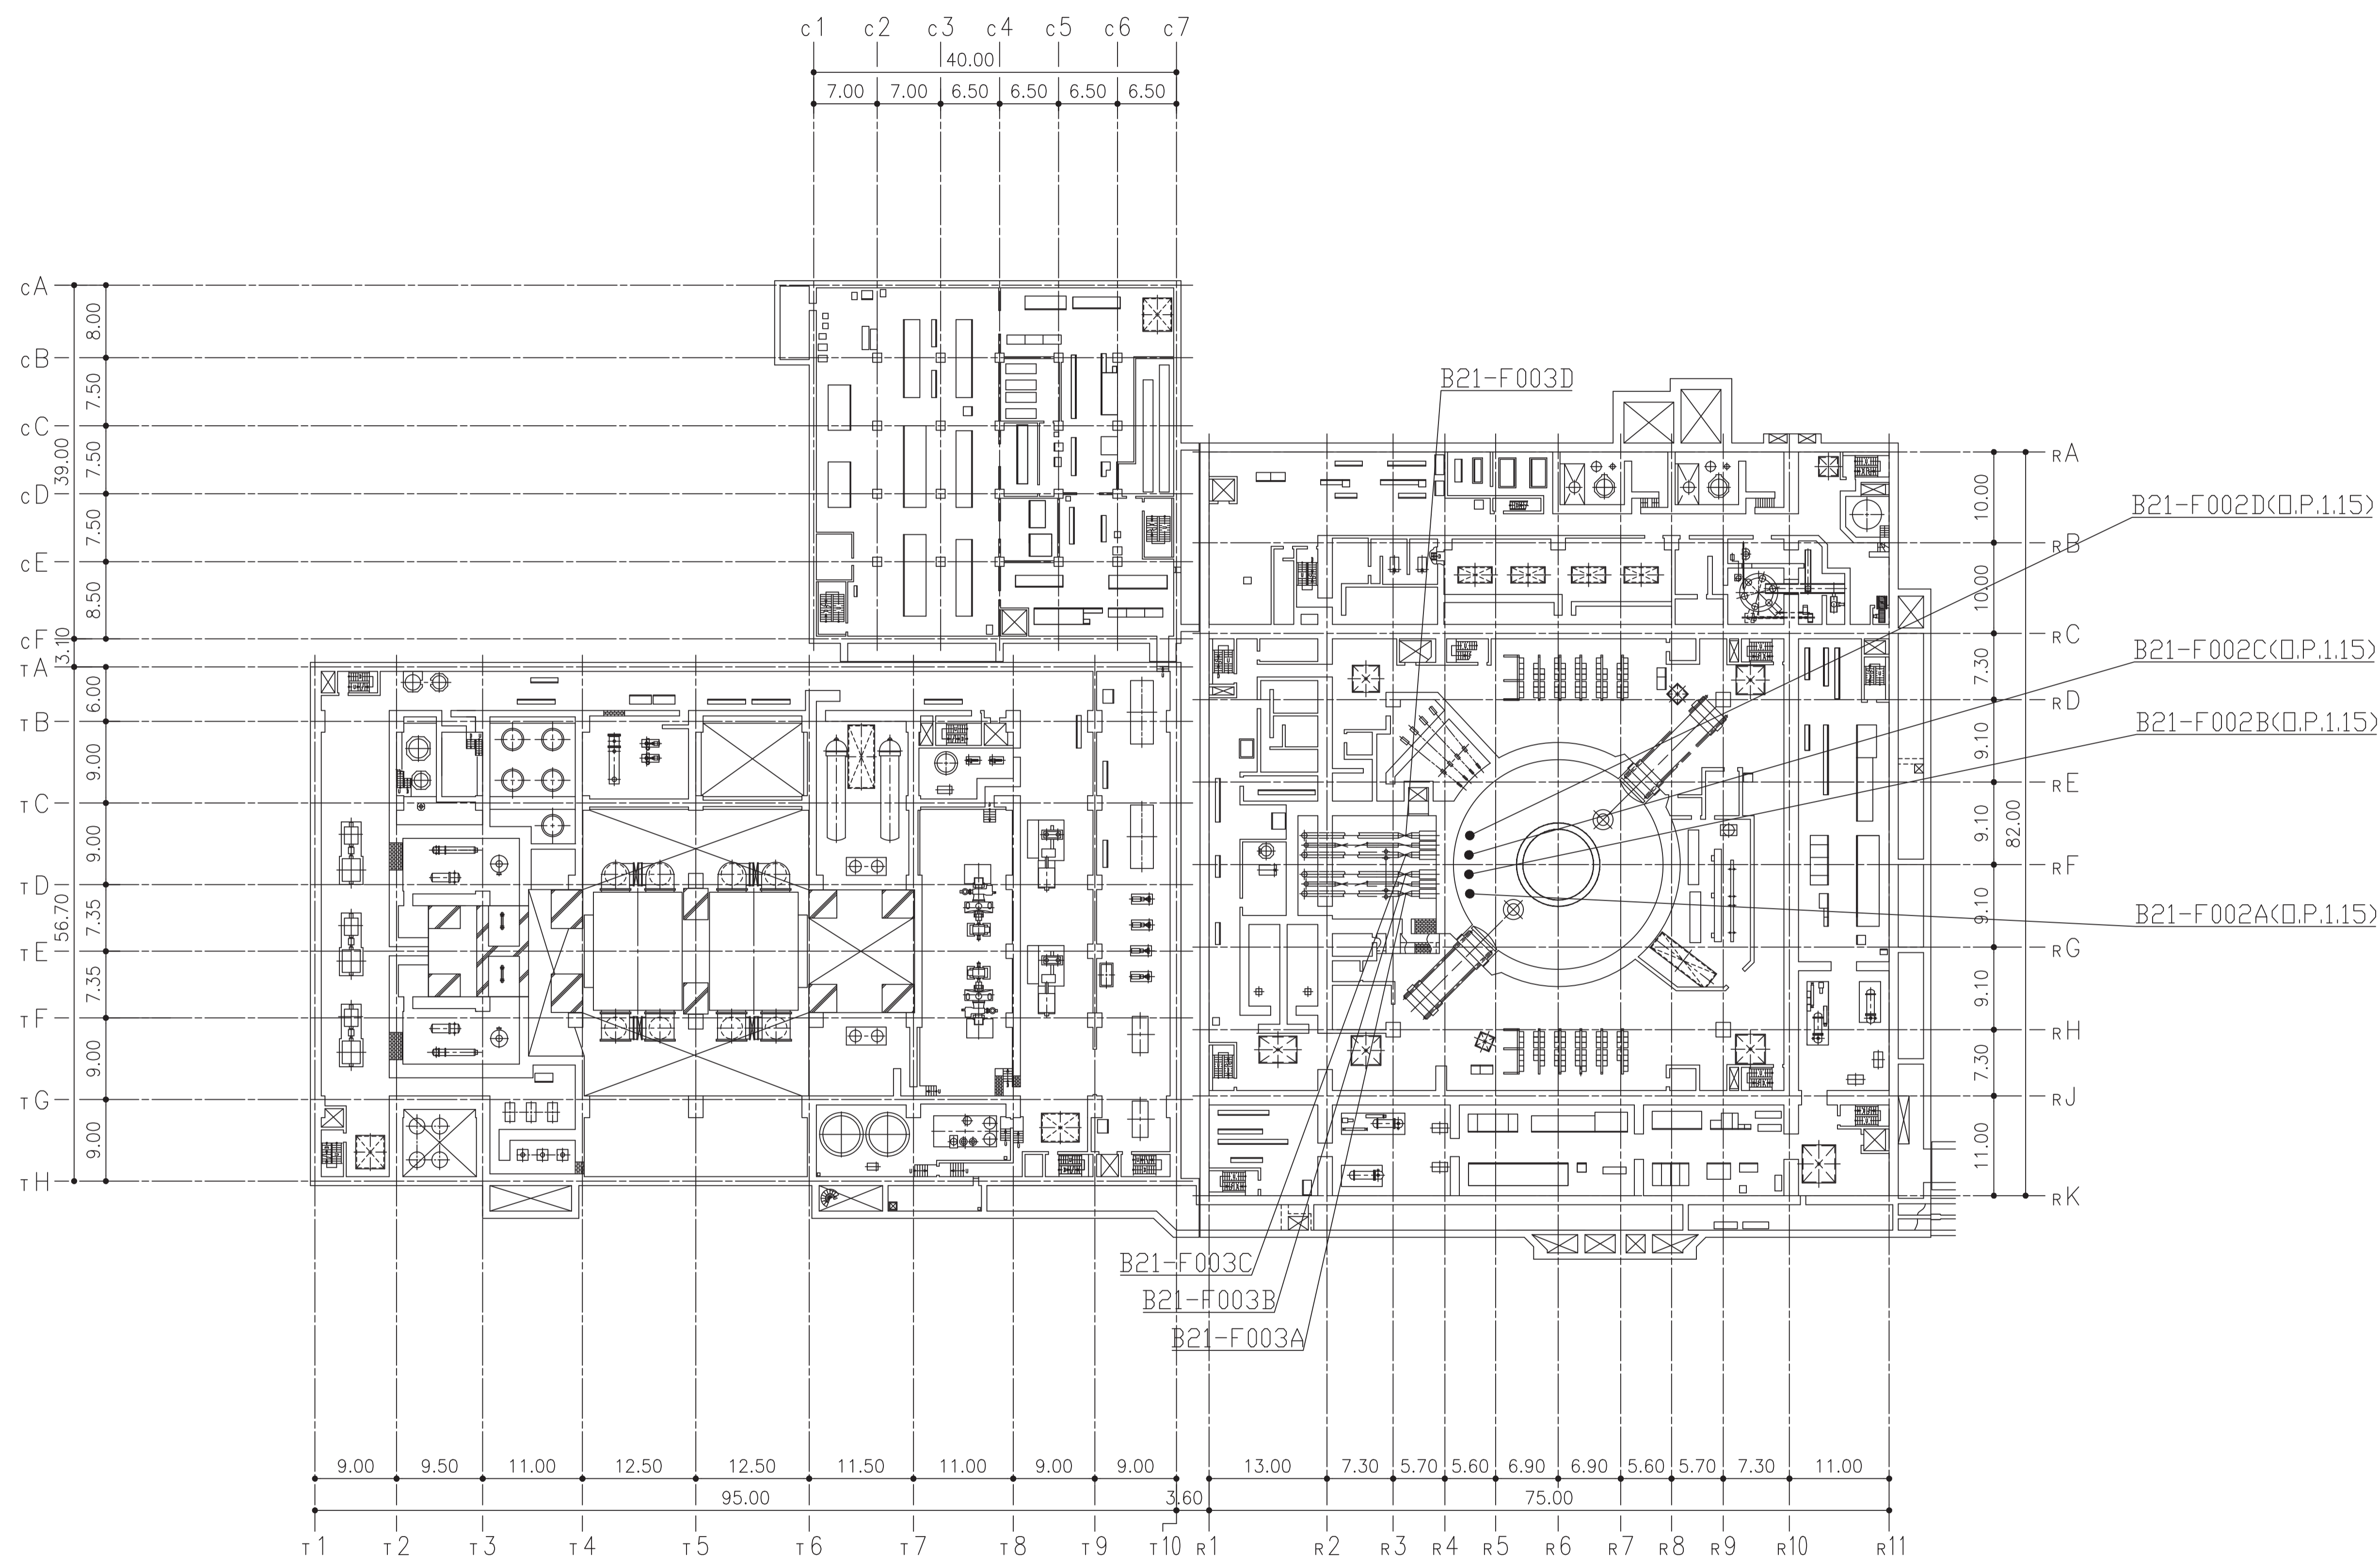 c1 c2 c3 c4 c5 c6 c7
40.00
7.00 7.00 6.50 6.50 6.50 6.50
cA
8.00
cB
7.50
cC
39.00
7.50
cD
7.50
cE
8.50
cF
3.10
TA
6.00
TB
9.00
TC
9.00
TD
56.70
7.35
TE
7.35
TF
9.00
TG
9.00
TH
B21-F003D
RA
10.00
B21-F002D(O.P.1.15)
RB
10.00
RC
B21-F002C(O.P.1.15)
7.30
RD
B21-F002B(O.P.1.15)
9.10
RE
9.10
82.00
RF
9.10
B21-F002A(O.P.1.15)
RG
9.10
RH
7.30
RJ
11.00
RK
B21-F003C
B21-F003B
B21-F003A
9.00 9.50 11.00 12.50 12.50 11.50 11.00 9.00 9.00 13.00 7.30 5.70 5.60 6.90 6.90 5.60 5.70 7.30 11.00
95.00 3.60 75.00
T1 T2 T3 T4 T5 T6 T7 T8 T9 T10 R1 R2 R3 R4 R5 R6 R7 R8 R9 R10 R11